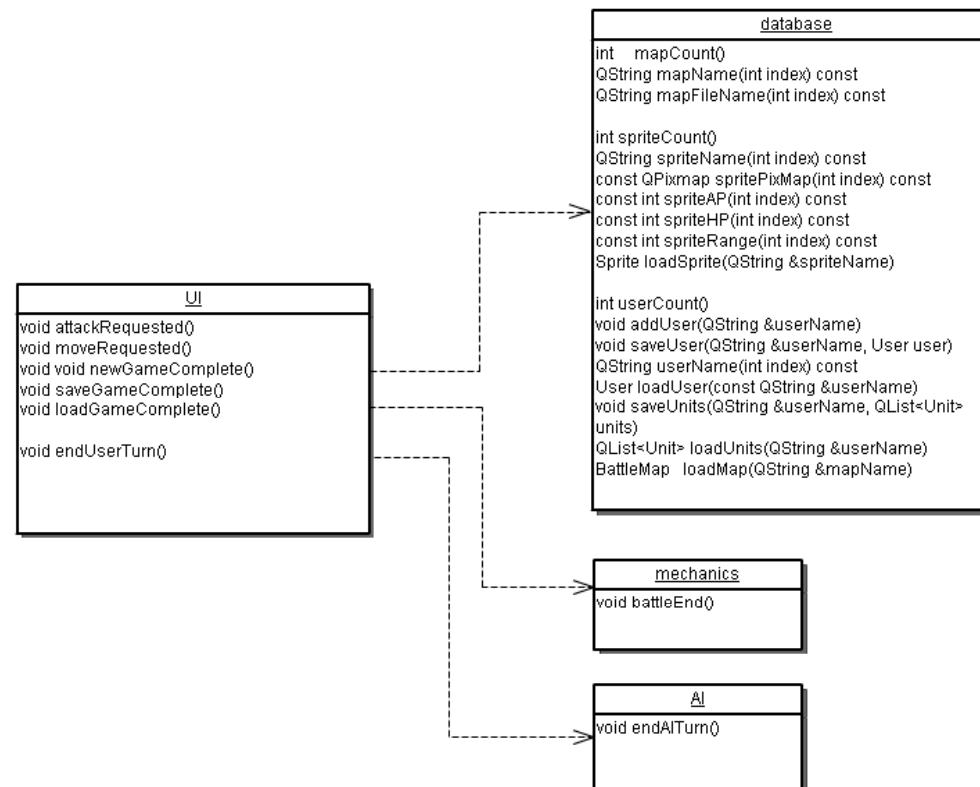 database
int mapCount()
QString mapName(int index) const
QString mapFileName(int index) const
int spriteCount()
QString spriteName(int index) const
const QPixmap spritePixMap(int index) const
const int spriteAP(int index) const
const int spriteHP(int index) const
const int spriteRange(int index) const
Sprite loadSprite(QString &spriteName)
int userCount()
void addUser(QString &userName)
void saveUser(QString &userName, User user)
QString userName(int index) const
User loadUser(const QString &userName)
void saveUnits(QString &userName, QList<Unit>
units)
QList<Unit> loadUnits(QString &userName)
BattleMap loadMap(QString &mapName)
UI
void attackRequested()
void moveRequested()
void void newGameComplete()
void saveGameComplete()
void loadGameComplete()
void endUserTurn()
mechanics
void battleEnd()
AI
void endAITurn()